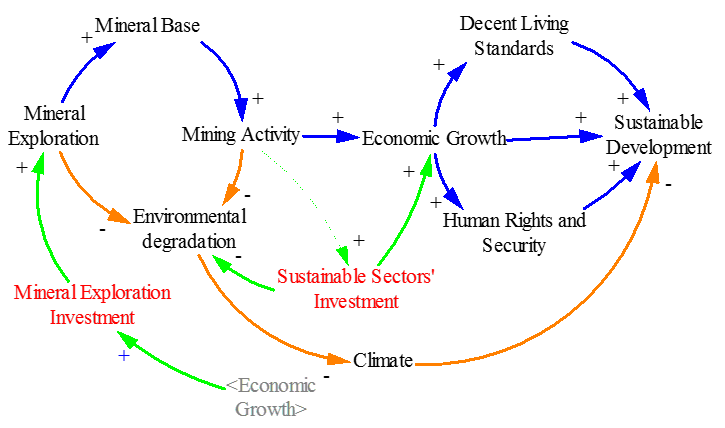 Mineral Base
Decent Living
Standards
+
+
+
+
+
Mineral
Exploration
Mining Activity
+
Economic Growth
+
Sustainable
Development
+
+
+
-
-
+
-
Environmental
degradation
Human Rights and
Security
-
+
Sustainable Sectors'
Investment
Mineral Exploration
Investment
+
Climate
-
<Economic
Growth>